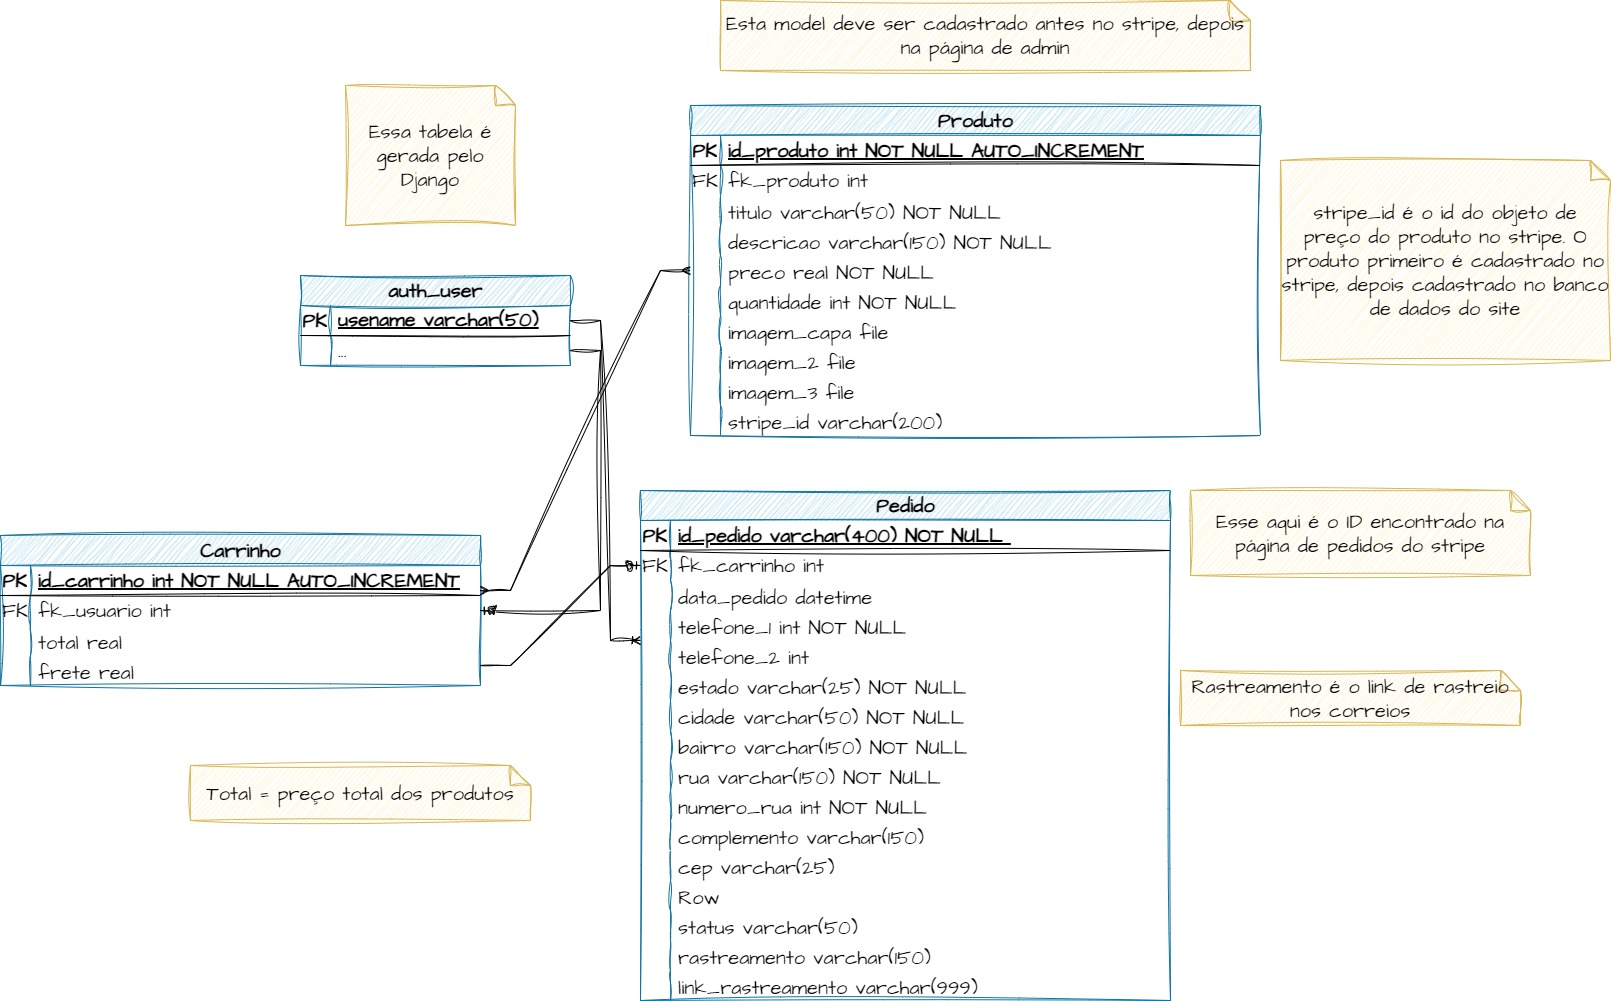 Esta model deve ser cadastrado antes no stripe, depois
na página de admin
Essa tabela é
gerada pelo
Django
Produto
PK id_produto int NOT NULL AUTO_INCREMENT
FK fk_produto int
titulo varchar(50) NOT NULL
descricao varchar(150) NOT NULL
preco real NOT NULL
quantidade int NOT NULL
imagem_capa file
imagem_2 file
imagem_3 file
stripe_id varchar(200)
stripe_id é o id do objeto de
preço do produto no stripe. O
produto primeiro é cadastrado no
stripe, depois cadastrado no banco
de dados do site
auth_user
PK usename varchar(50)
...
Carrinho
PK id_carrinho int NOT NULL AUTO_INCREMENT
FK fk_usuario int
total real
frete real
Pedido
PK id_pedido varchar(400) NOT NULL
FK fk_carrinho int
data_pedido datetime
telefone_1 int NOT NULL
telefone_2 int
estado varchar(25) NOT NULL
cidade varchar(50) NOT NULL
bairro varchar(150) NOT NULL
rua varchar(150) NOT NULL
numero_rua int NOT NULL
complemento varchar(150)
cep varchar(25)
Row
status varchar(50)
rastreamento varchar(150)
link_rastreamento varchar(999)
Esse aqui é o ID encontrado na
página de pedidos do stripe
Rastreamento é o link de rastreio
nos correios
Total = preço total dos produtos